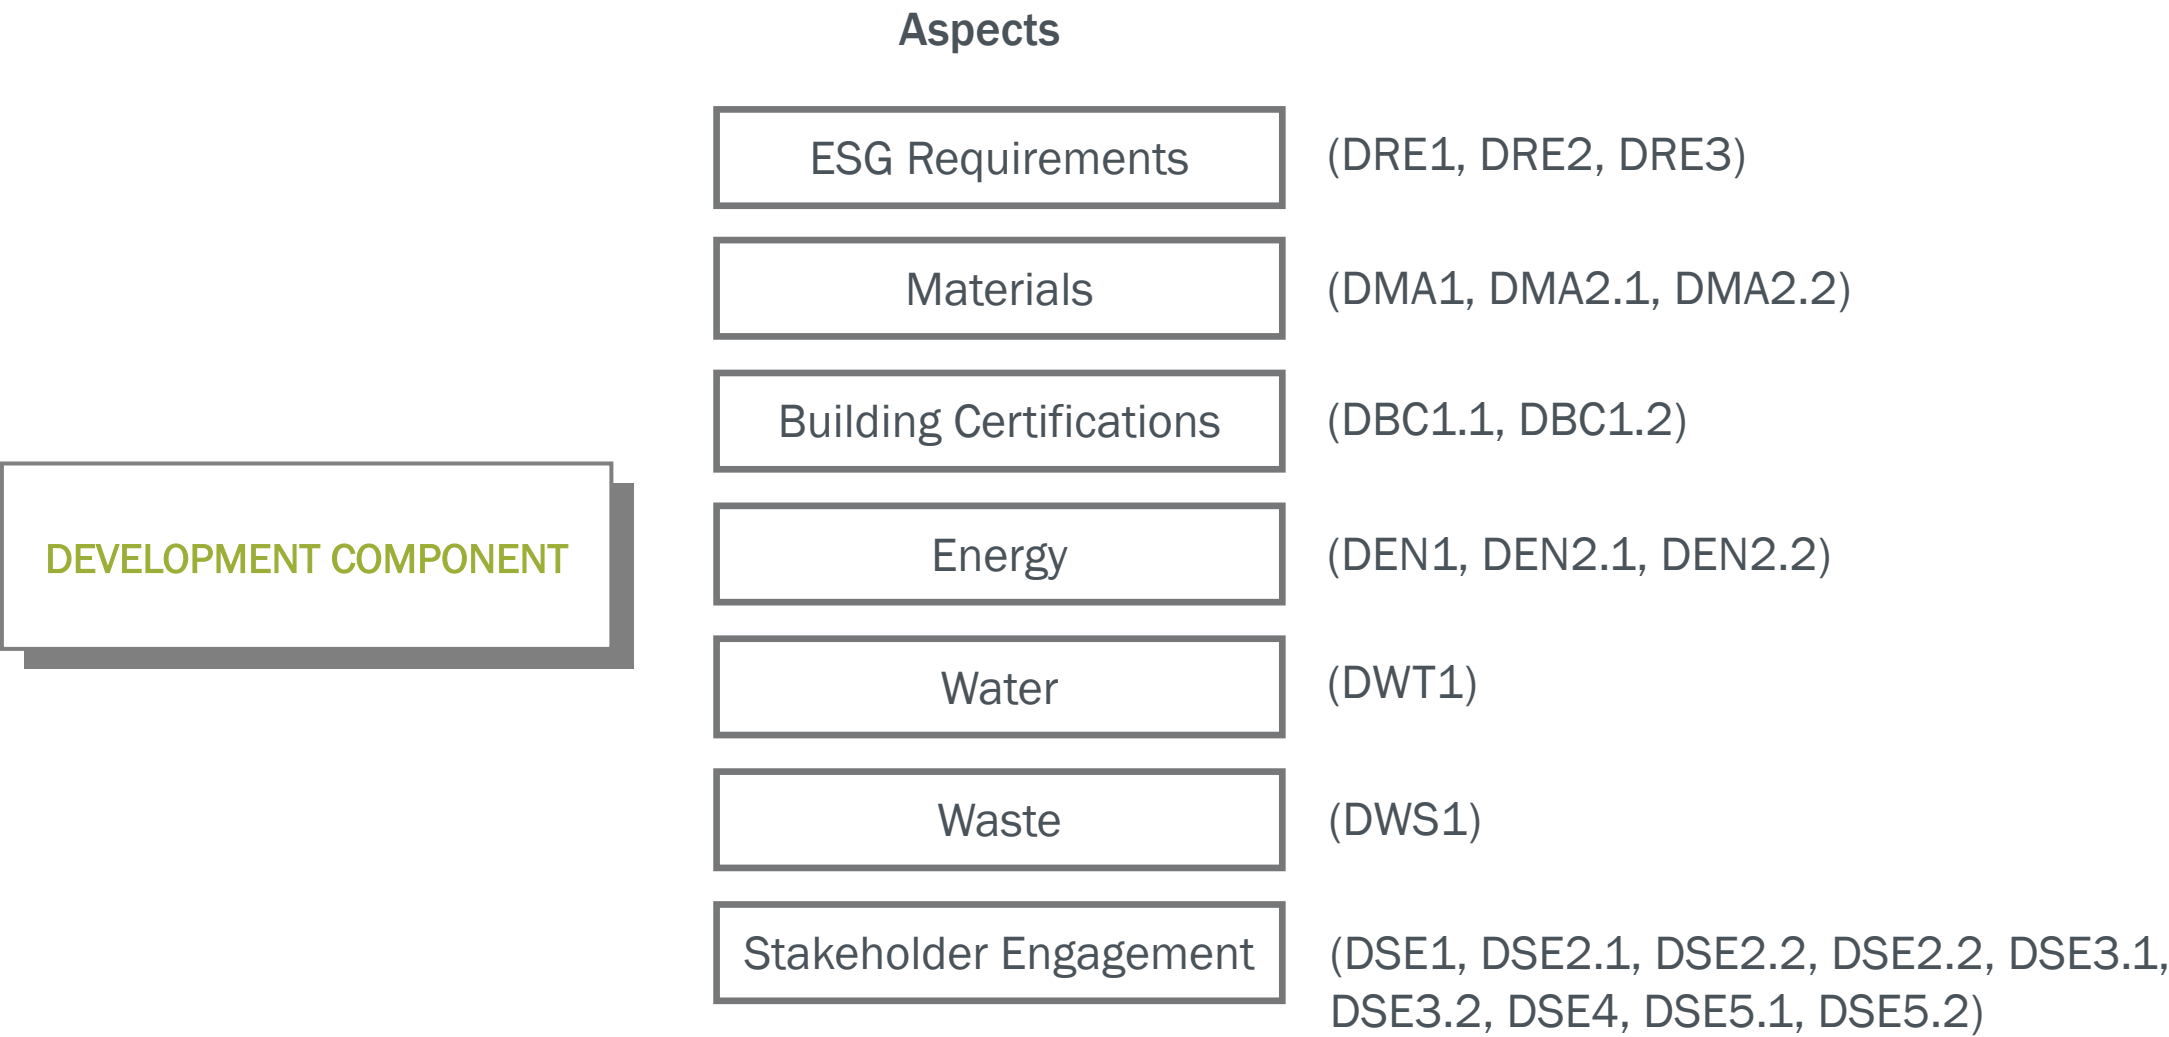 Aspects
ESG Requirements (DRE1, DRE2, DRE3)
Materials (DMA1, DMA2.1, DMA2.2)
Building Certifications (DBC1.1, DBC1.2)
DEVELOPMENT COMPONENT
Energy (DEN1, DEN2.1, DEN2.2)
Water (DWT1)
Waste (DWS1)
Stakeholder Engagement (DSE1, DSE2.1, DSE2.2, DSE2.2, DSE3.1,
DSE3.2, DSE4, DSE5.1, DSE5.2)